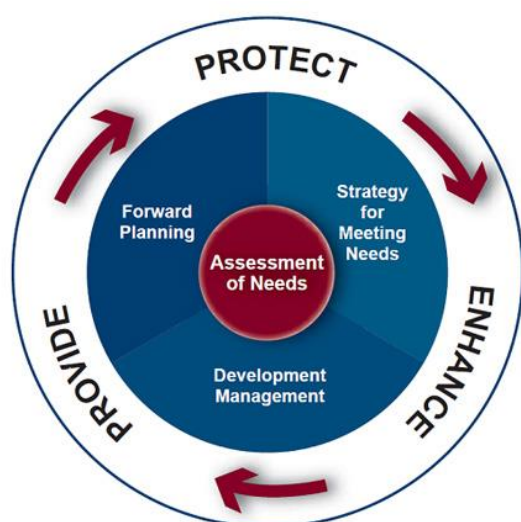 PROTECT
Forward
Planning
Strategy
for
Meeting
Needs
Assessment
of Needs
Development
Management
ENHANCE
PROVIDE